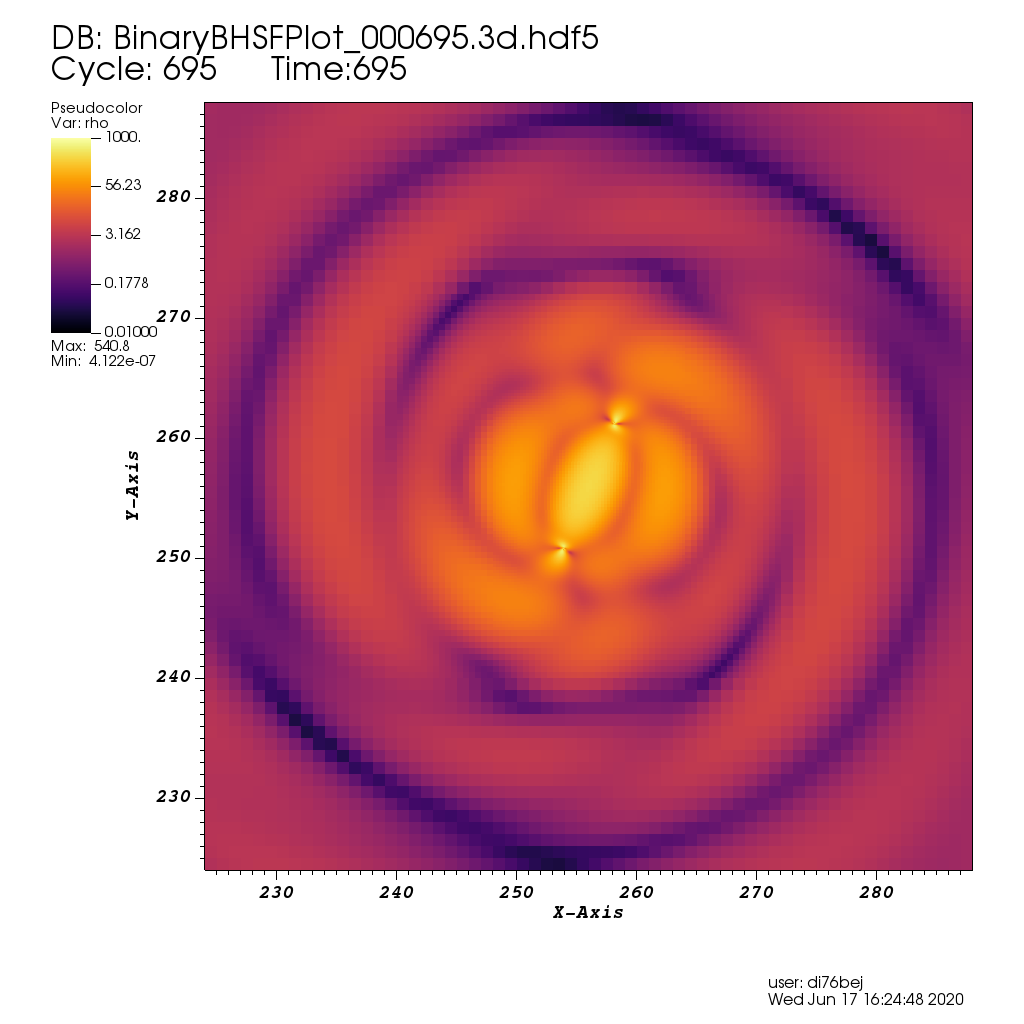 DB: BinaryBHSFPlot_000695.3d.hdf5
Cycle: 695 Time:695
Pseudocolor
Var: rho
1000.
56.23
3.162
0.1778
0.01000
Max: 540.8
Min: 4.122e-07
280
270
260
250
240
230
Y-Axis
230 240 250 260 270 280
X-Axis
user: di76bej
Wed Jun 17 16:24:48 2020